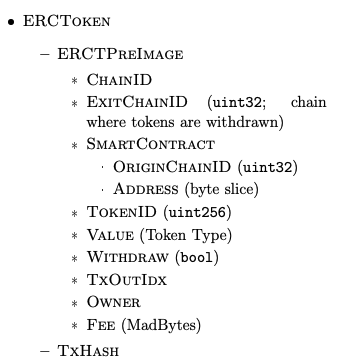 • ERCToken
– ERCTPreImage
* ChainID
* ExitChainID (uint32; chain
where tokens are withdrawn)
* SmartContract
· OriginChainID (uint32)
· Address (byte slice)
* TokenID (uint256)
* Value (Token Type)
* Withdraw (bool)
* TxOutIdx
* Owner
* Fee (MadBytes)
– TxHash